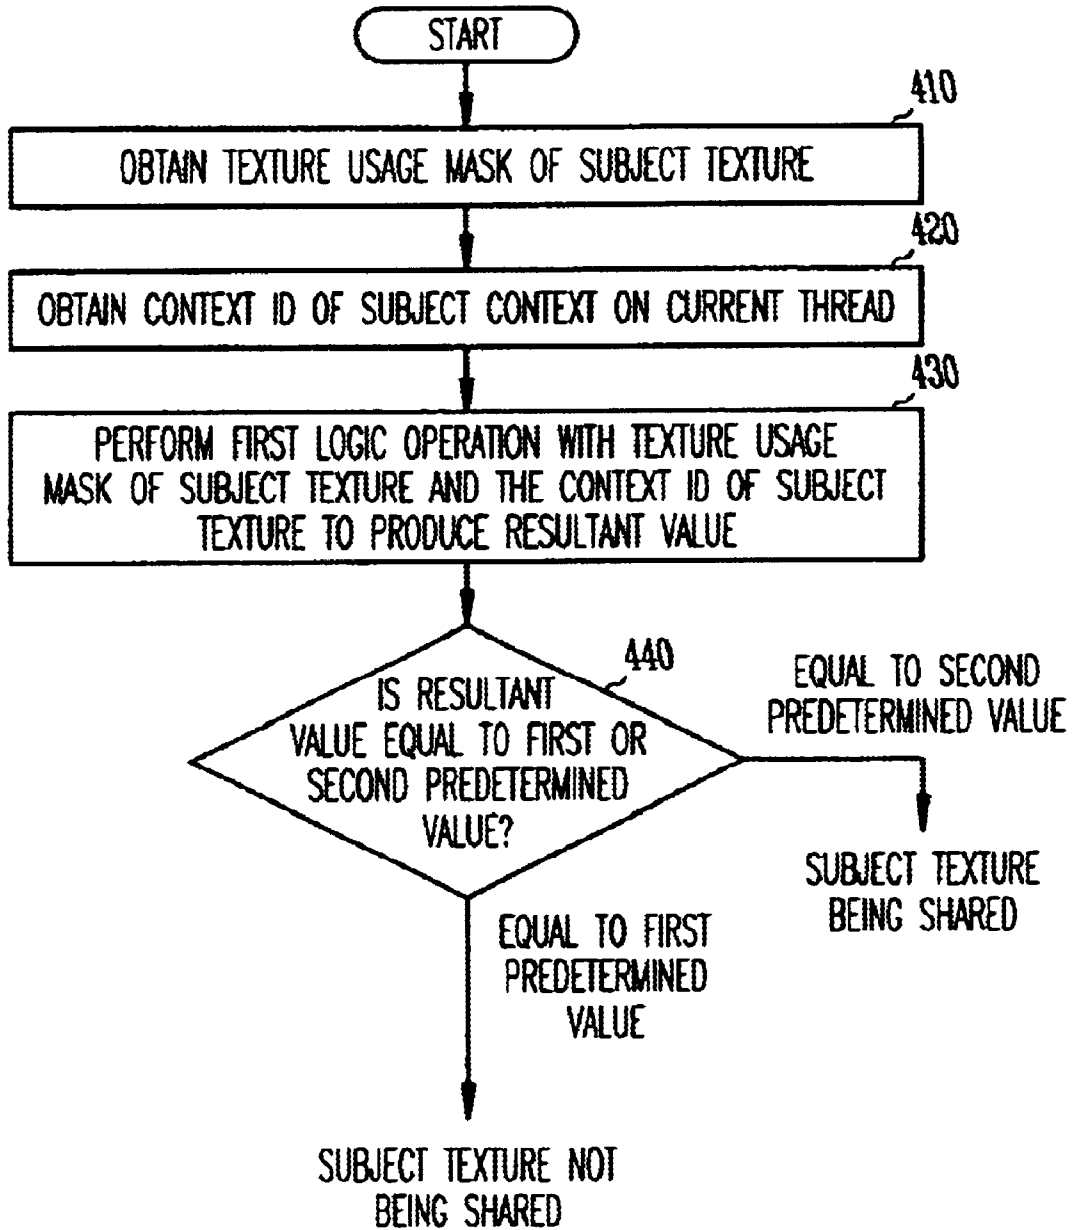 START
410
OBTAIN TEXTURE USAGE MASK OF SUBJECT TEXTURE
420
OBTAIN CONTEXT ID OF SUBJECT CONTEXT ON CURRENT THREAD
430
PERFORM FIRST LOGIC OPERATION WITH TEXTURE USAGE
MASK OF SUBJECT TEXTURE AND THE CONTEXT ID OF SUBJECT
TEXTURE TO PRODUCE RESULTANT VALUE
440
IS RESULTANT
VALUE EQUAL TO FIRST OR
SECOND PREDETERMINED
VALUE?
EQUAL TO SECOND
PREDETERMINED VALUE
SUBJECT TEXTURE
BEING SHARED
EQUAL TO FIRST
PREDETERMINED
VALUE
SUBJECT TEXTURE NOT
BEING SHARED